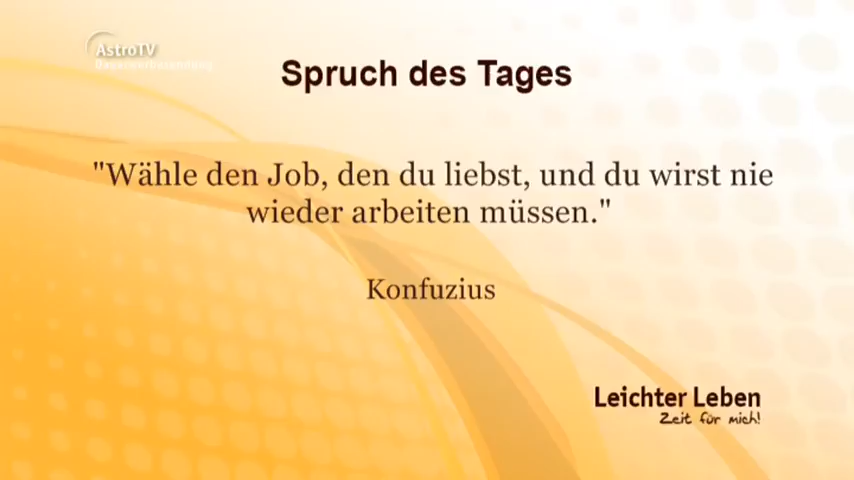 AstroTV
Dauerwerbesendung
Spruch des Tages
"Wähle den Job, den du liebst, und du wirst nie
wieder arbeiten müssen."
Konfuzius
Leichter Leben
Zeit für mich!